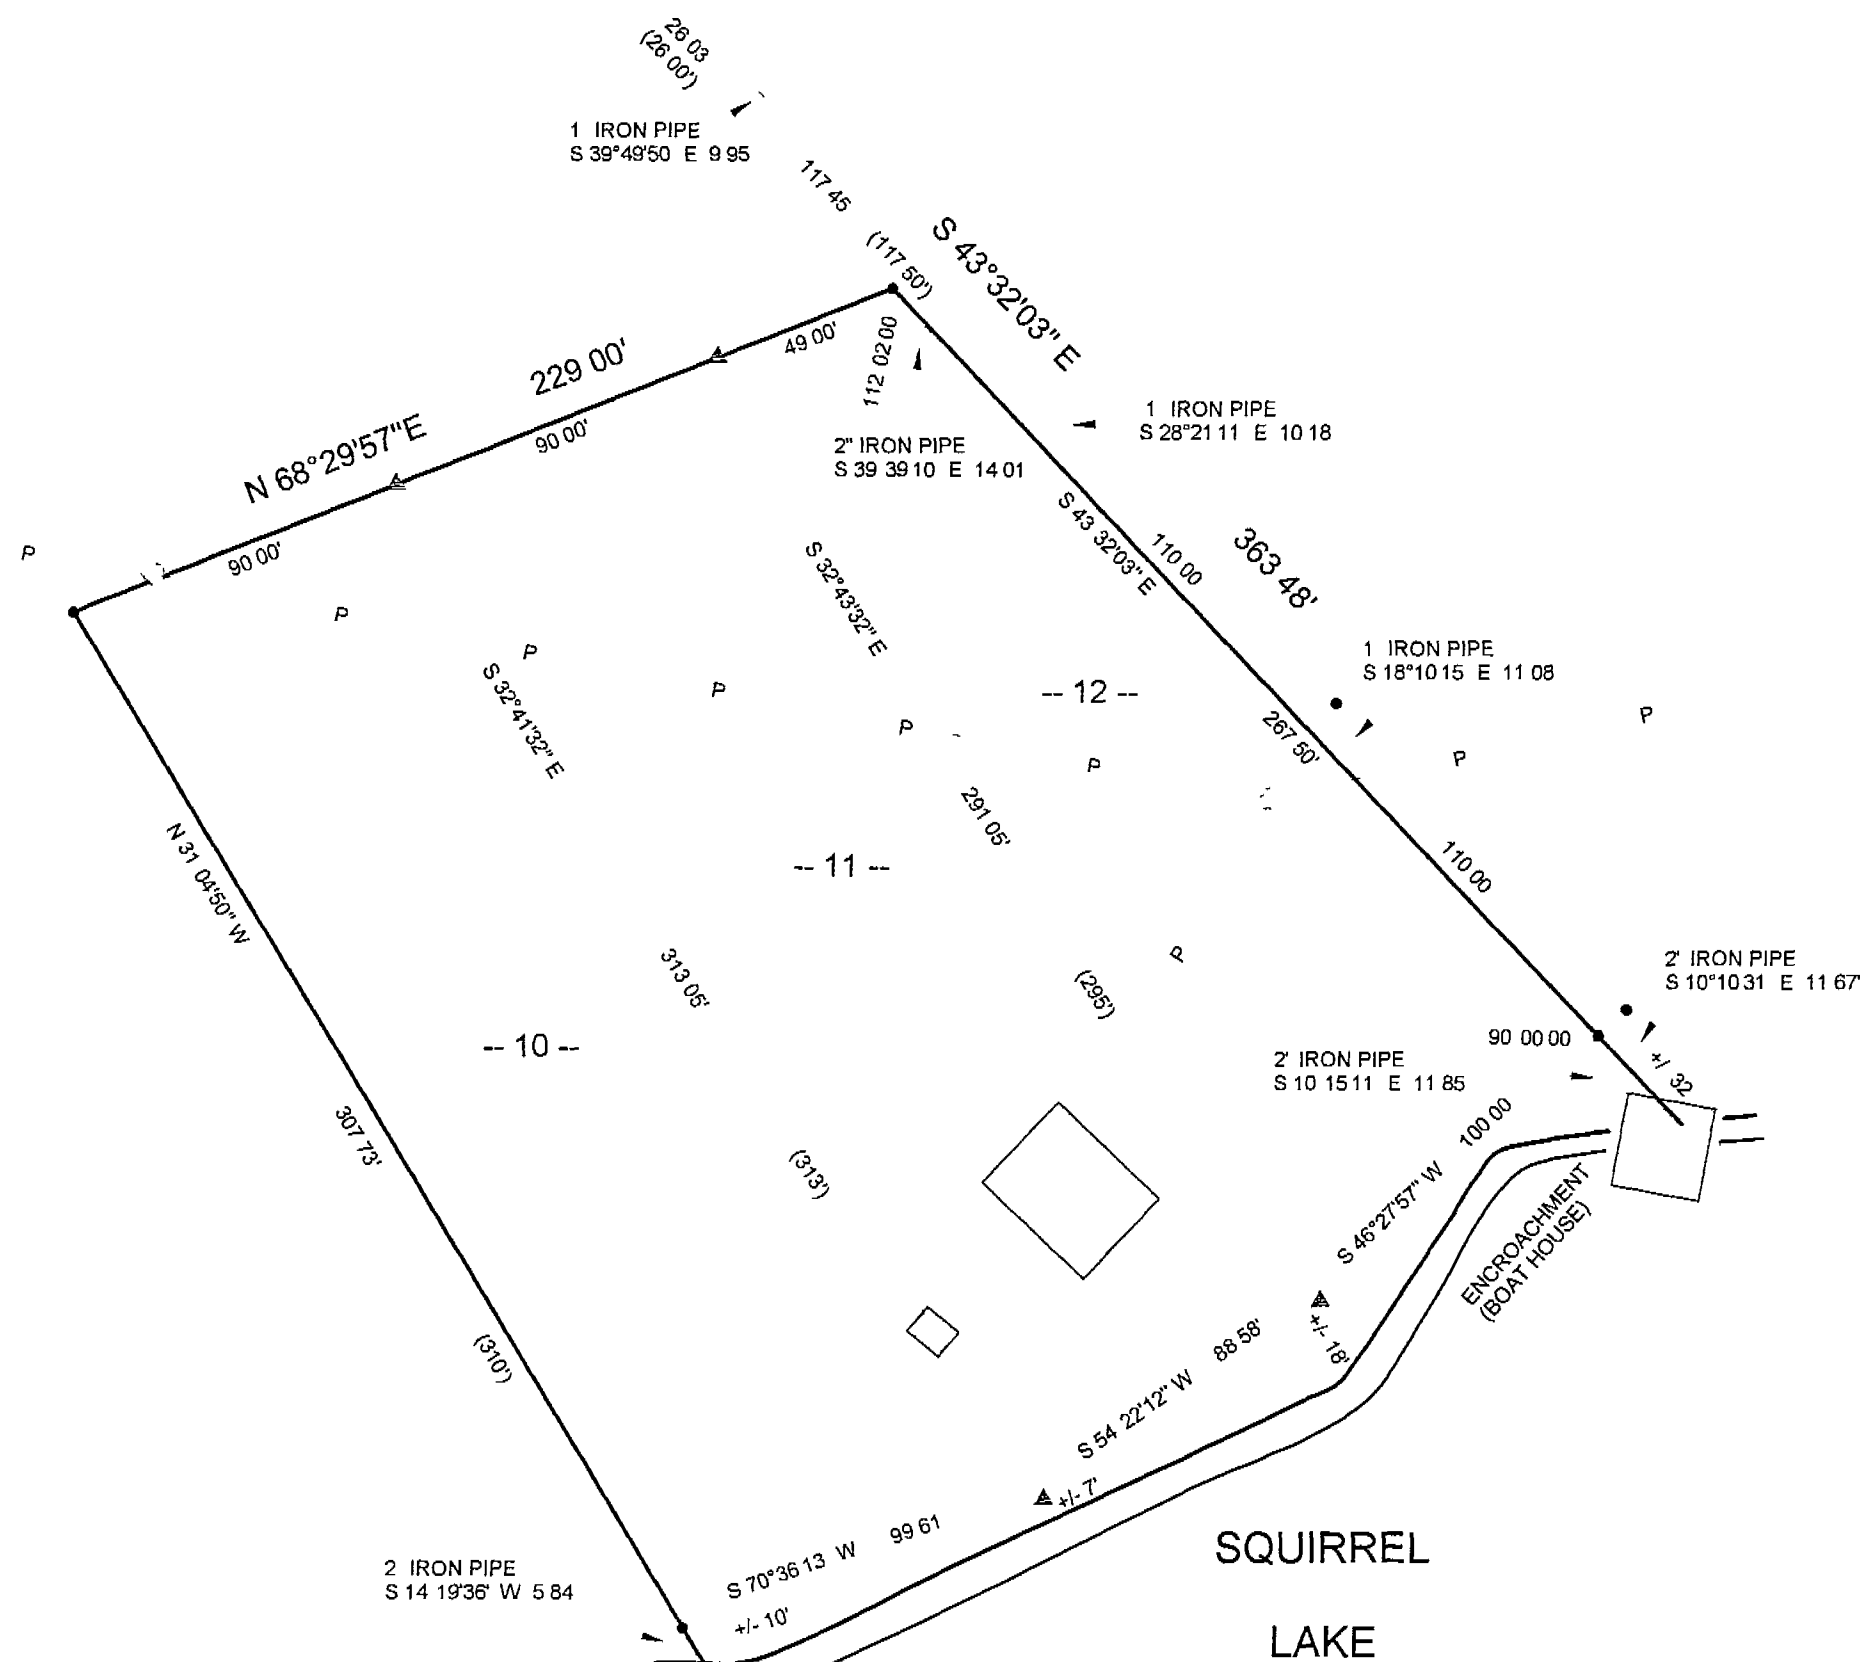 26 03
(26 00')
1 IRON PIPE
S 39°49'50 E 9 95
117 45
(117 50')
S 43°32'03" E
229 00'
49 00'
112 02 00
N 68°29'57"E
90 00'
90 00'
1 IRON PIPE
S 28°21 11 E 10 18
2" IRON PIPE
S 39 39 10 E 14 01
S 43 32'03" E
110 00
363 48'
P
P
P
P
P
P
P
P
P
S 32°43'32" E
S 32°41'32" E
1 IRON PIPE
S 18°10 15 E 11 08
-- 12 --
267 50'
291 05'
N 31 04'50" W
-- 11 --
110 00
313 05'
(295')
2' IRON PIPE
S 10°10 31 E 11 67'
-- 10 --
90 00 00
2' IRON PIPE
S 10 15 11 E 11 85
+/ 32
307 73'
(313')
100 00
S 46°27'57" W
ENCROACHMENT
(BOAT HOUSE)
(310')
+/- 18'
88 58'
S 54 22'12" W
+/- 7'
99 61
S 70°36 13 W
2 IRON PIPE
S 14 19'36' W 5 84
+/- 10'
SQUIRREL
LAKE